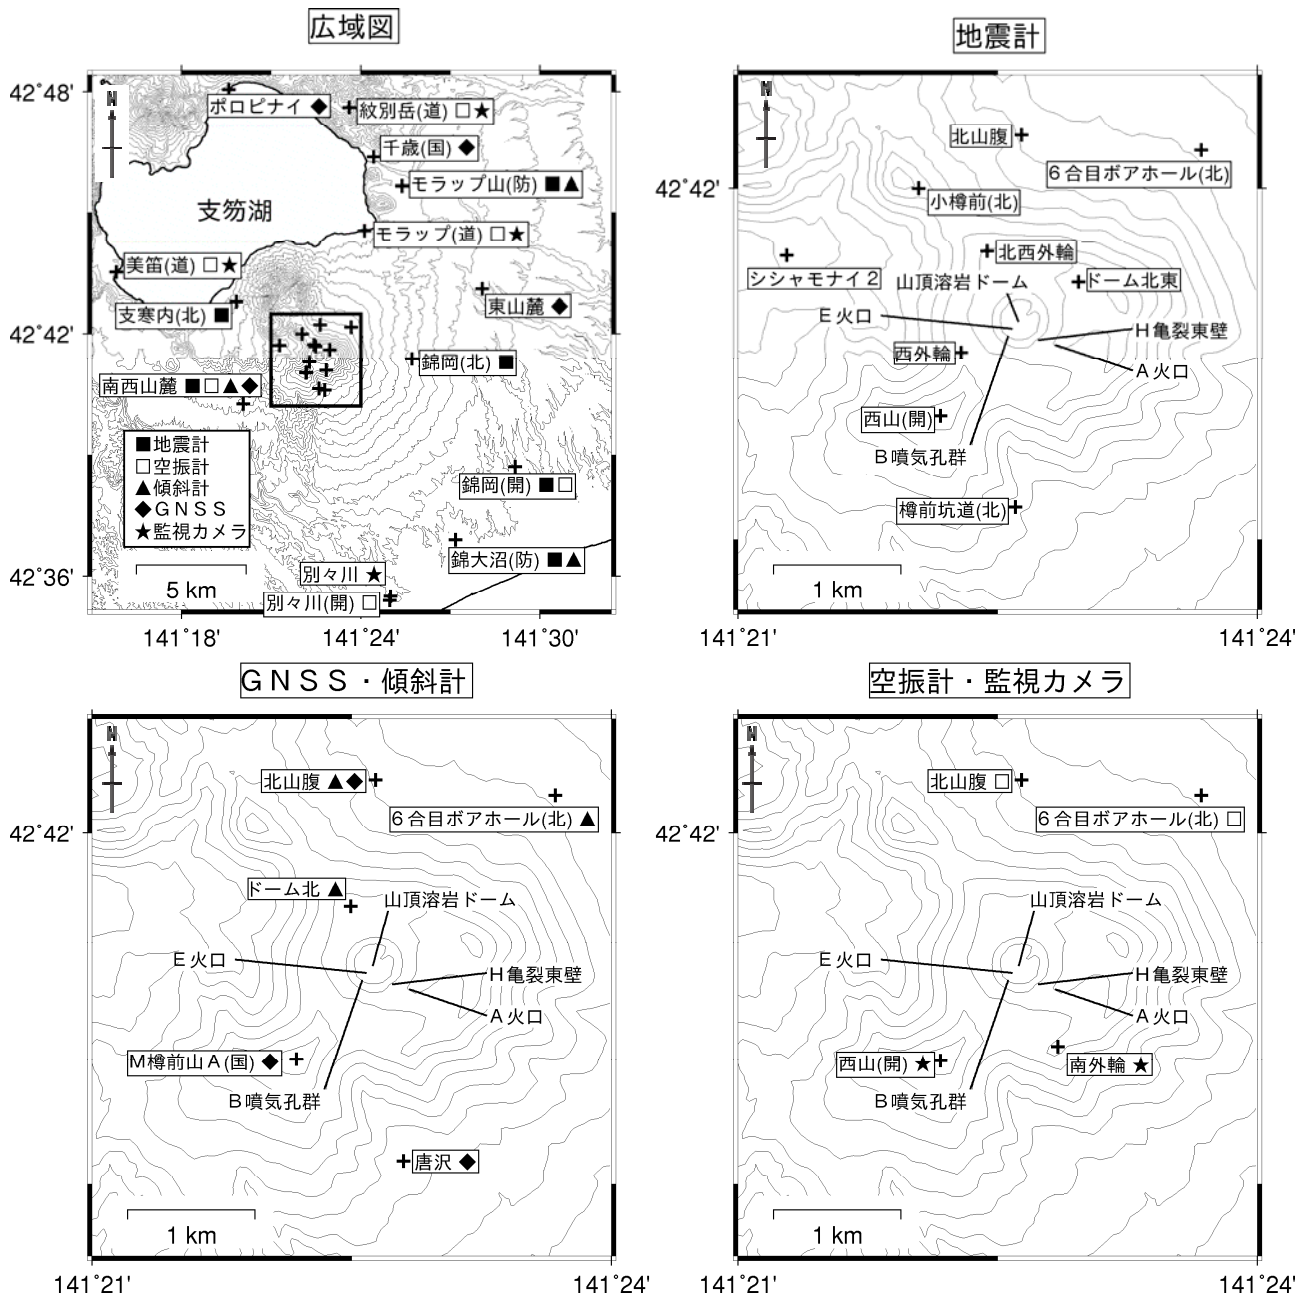 広域図
N
42°48'
42°42'
42°36'
ポロピナイ ◆
紋別岳(道) □★
千歳(国) ◆
モラップ山(防) ■▲
支笏湖
モラップ(道) □★
美笛(道) □★
支寒内(北) ■
東山麓 ◆
錦岡(北) ■
南西山麓 ■□▲◆
■地震計
□空振計
▲傾斜計
◆GNSS
★監視カメラ
錦岡(開) ■□
錦大沼(防) ■▲
別々川 ★
別々川(開) □
5 km
141°18'
141°24'
141°30'
地震計
N
42°42'
北山腹
6合目ボアホール(北)
小樽前(北)
シシャモナイ2
北西外輪
山頂溶岩ドーム
ドーム北東
E火口
H亀裂東壁
西外輪
A火口
西山(開)
B噴気孔群
樽前坑道(北)
1 km
141°21'
141°24'
GNSS・傾斜計
N
42°42'
北山腹 ▲◆
6合目ボアホール(北) ▲
ドーム北 ▲
山頂溶岩ドーム
E火口
H亀裂東壁
A火口
M樽前山A(国) ◆
B噴気孔群
唐沢 ◆
1 km
141°21'
141°24'
空振計・監視カメラ
N
42°42'
北山腹 □
6合目ボアホール(北) □
山頂溶岩ドーム
E火口
H亀裂東壁
A火口
西山(開) ★
南外輪 ★
B噴気孔群
1 km
141°21'
141°24'